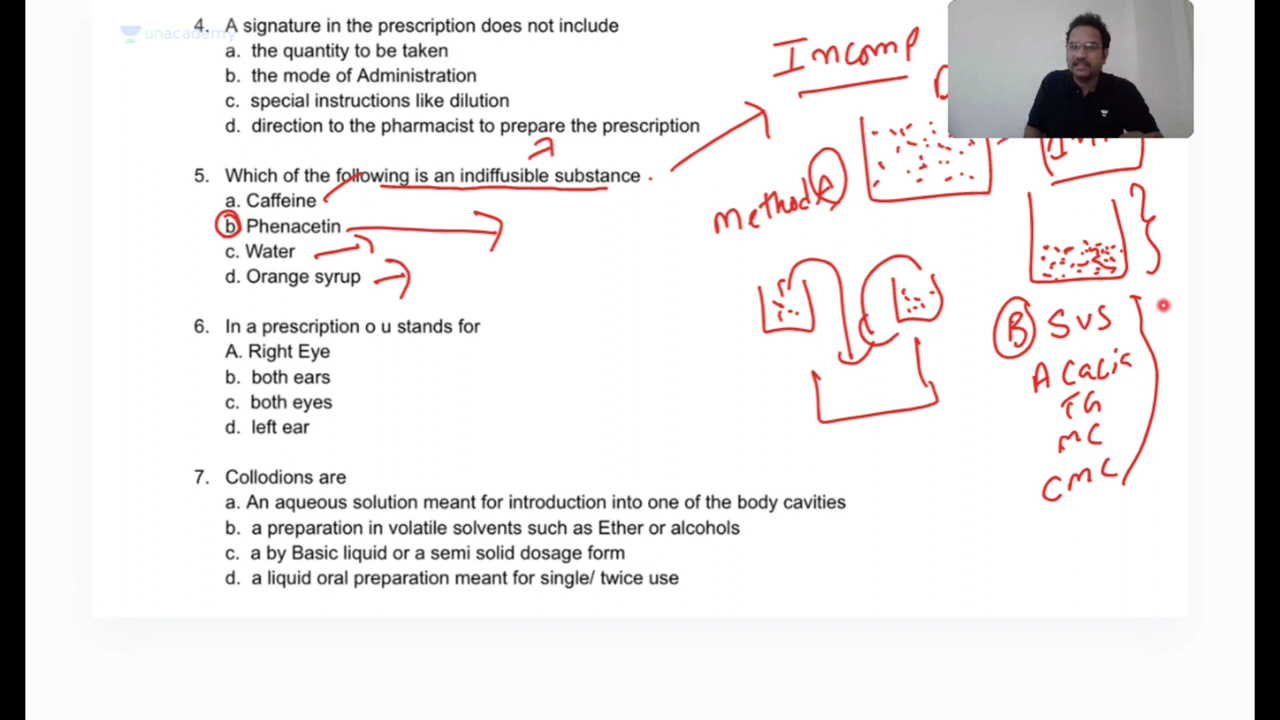 unacademy
4. A signature in the prescription does not include
a. the quantity to be taken
b. the mode of Administration
c. special instructions like dilution
d. direction to the pharmacist to prepare the prescription
5. Which of the following is an indiffusible substance
a. Caffeine
b Phenacetin
c. Water
d. Orange syrup
6. In a prescription o u stands for
A. Right Eye
b. both ears
c. both eyes
d. left ear
7. Collodions are
a. An aqueous solution meant for introduction into one of the body cavities
b. a preparation in volatile solvents such as Ether or alcohols
c. a by Basic liquid or a semi solid dosage form
d. a liquid oral preparation meant for single/ twice use
Incomp
Method A
B SUS
Acacia
TG
MC
CMC